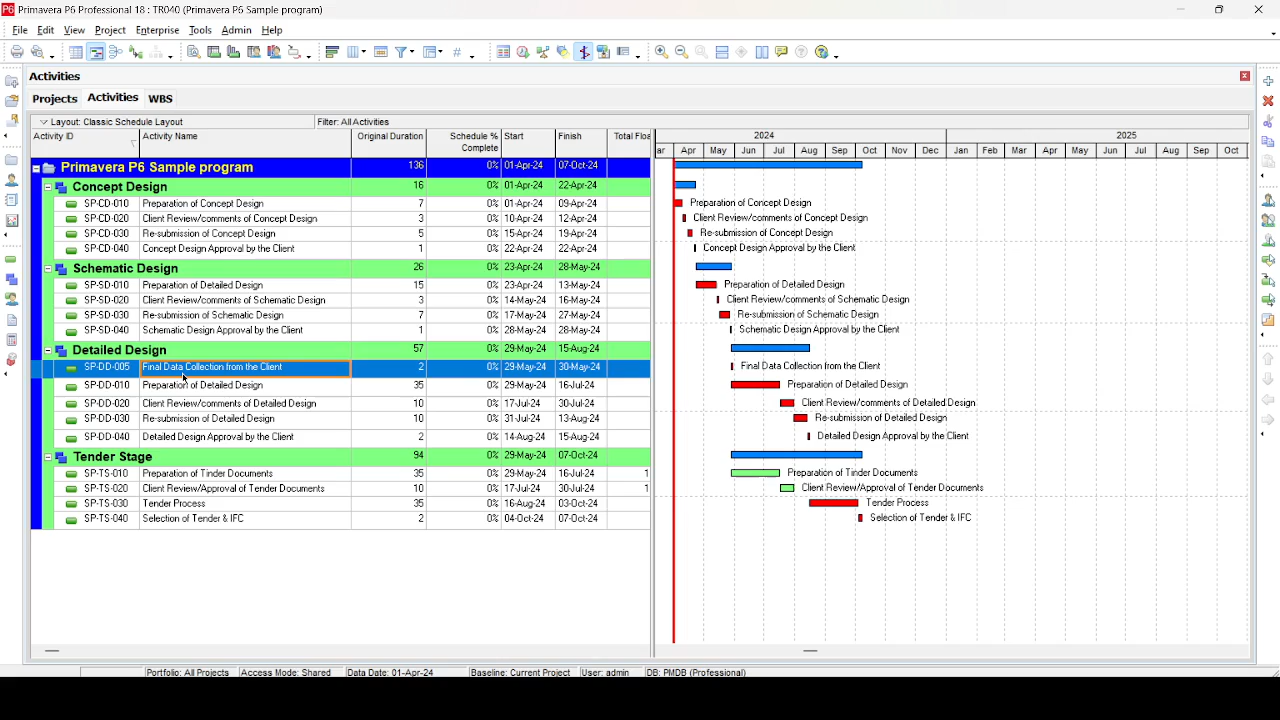 Primavera P6 Professional 18 : TR040 (Primavera P6 Sample program)
File Edit View Project Enterprise Tools Admin Help
Activities
Projects Activities WBS
Layout: Classic Schedule Layout Filter: All Activities
Activity ID Activity Name Original Duration Schedule % Complete Start Finish Total Floa
2024 2025
ar Apr May Jun Jul Aug Sep Oct Nov Dec Jan Feb Mar Apr May Jun Jul Aug Sep Oct
Primavera P6 Sample program 136 0% 01-Apr-24 07-Oct-24
Concept Design 16 0% 01-Apr-24 22-Apr-24
SP-CD-010 Preparation of Concept Design 7 0% 01-Apr-24 09-Apr-24 Preparation of Concept Design
SP-CD-020 Client Review/comments of Concept Design 3 0% 10-Apr-24 12-Apr-24 Client Review/comments of Concept Design
SP-CD-030 Re-submission of Concept Design 5 0% 15-Apr-24 19-Apr-24 Re-submission of Concept Design
SP-CD-040 Concept Design Approval by the Client 1 0% 22-Apr-24 22-Apr-24 Concept Design Approval by the Client
Schematic Design 26 0% 23-Apr-24 28-May-24
SP-SD-010 Preparation of Detailed Design 15 0% 23-Apr-24 13-May-24 Preparation of Detailed Design
SP-SD-020 Client Review/comments of Schematic Design 3 0% 14-May-24 16-May-24 Client Review/comments of Schematic Design
SP-SD-030 Re-submission of Schematic Design 7 0% 17-May-24 27-May-24 Re-submission of Schematic Design
SP-SD-040 Schematic Design Approval by the Client 1 0% 28-May-24 28-May-24 Schematic Design Approval by the Client
Detailed Design 57 0% 29-May-24 15-Aug-24
SP-DD-005 Final Data Collection from the Client 2 0% 29-May-24 30-May-24 Final Data Collection from the Client
SP-DD-010 Preparation of Detailed Design 35 0% 29-May-24 16-Jul-24 Preparation of Detailed Design
SP-DD-020 Client Review/comments of Detailed Design 10 0% 17-Jul-24 30-Jul-24 Client Review/comments of Detailed Design
SP-DD-030 Re-submission of Detailed Design 10 0% 31-Jul-24 13-Aug-24 Re-submission of Detailed Design
SP-DD-040 Detailed Design Approval by the Client 2 0% 14-Aug-24 15-Aug-24 Detailed Design Approval by the Client
Tender Stage 94 0% 29-May-24 07-Oct-24
SP-TS-010 Preparation of Tinder Documents 35 0% 29-May-24 16-Jul-24 1 Preparation of Tinder Documents
SP-TS-020 Client Review/Approval of Tender Documents 10 0% 17-Jul-24 30-Jul-24 1 Client Review/Approval of Tender Documents
SP-TS-030 Tender Process 35 0% 16-Aug-24 03-Oct-24 Tender Process
SP-TS-040 Selection of Tender & IFC 2 0% 04-Oct-24 07-Oct-24 Selection of Tender & IFC
Portfolio: All Projects Access Mode: Shared Data Date: 01-Apr-24 Baseline: Current Project User: admin DB: PMDB (Professional)